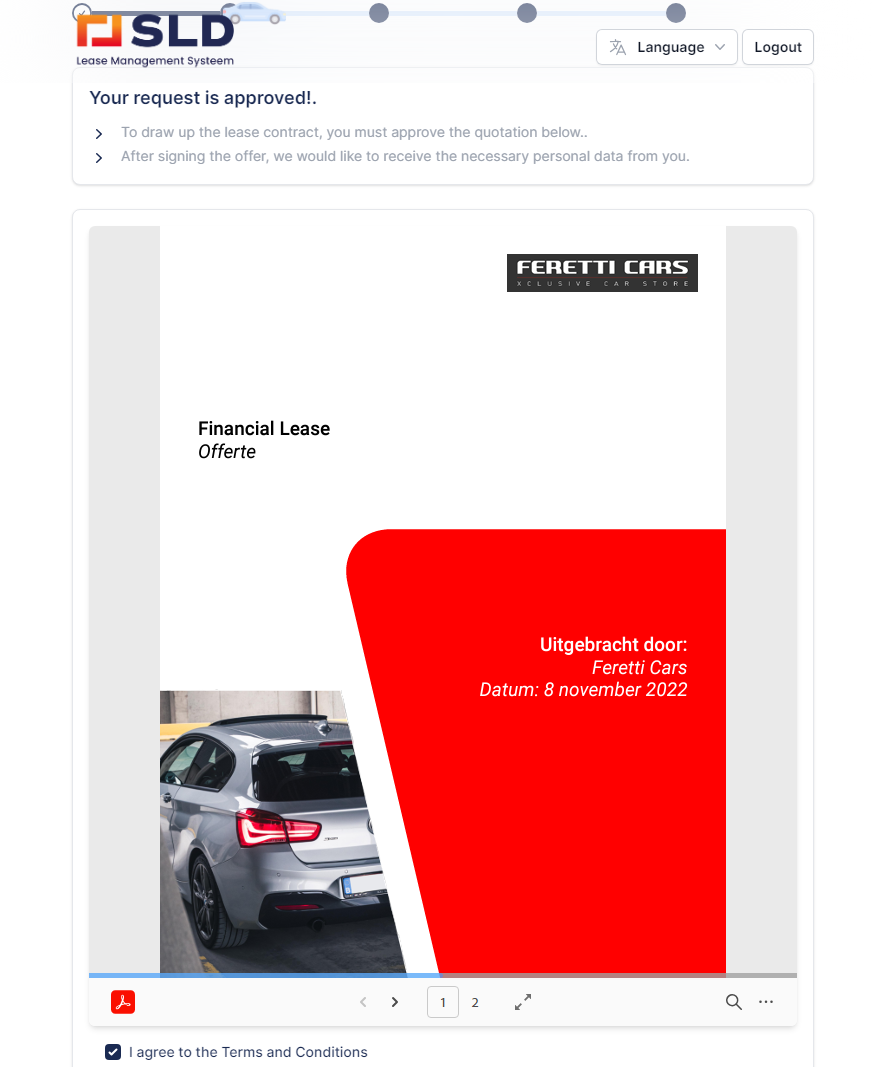 SLD
Lease Management Systeem
Language
Logout
Your request is approved!.
To draw up the lease contract, you must approve the quotation below..
After signing the offer, we would like to receive the necessary personal data from you.
FERETTI CARS
XCLUSIVE CAR STORE
Financial Lease
Offerte
Uitgebracht door:
Feretti Cars
Datum: 8 november 2022
1
2
I agree to the Terms and Conditions